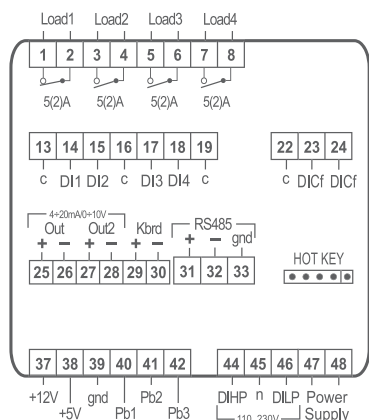 Load1 Load2 Load3 Load4
1 2 3 4 5 6 7 8
5(2)A 5(2)A 5(2)A 5(2)A
13 14 15 16 17 18 19 22 23 24
c DI1 DI2 c DI3 DI4 c c DICf DICf
4÷20mA/0÷10V
Out Out2 Kbrd RS485
+ − + − + − + − gnd
25 26 27 28 29 30 31 32 33
HOT KEY
37 38 39 40 41 42 44 45 46 47 48
+12V gnd Pb2 DIHP n DILP Power
+5V Pb1 Pb3 110..230V Supply